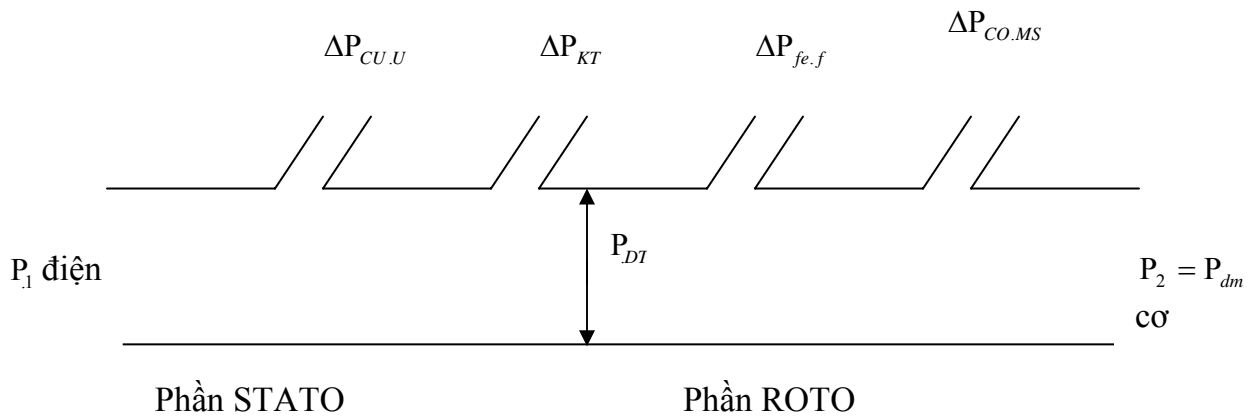 ΔP_{CU.U} ΔP_{KT} ΔP_{fe.f} ΔP_{CO.MS}
P_{DT}
P_1 điện P_2 = P_{dm}
cơ
Phần STATO Phần ROTO